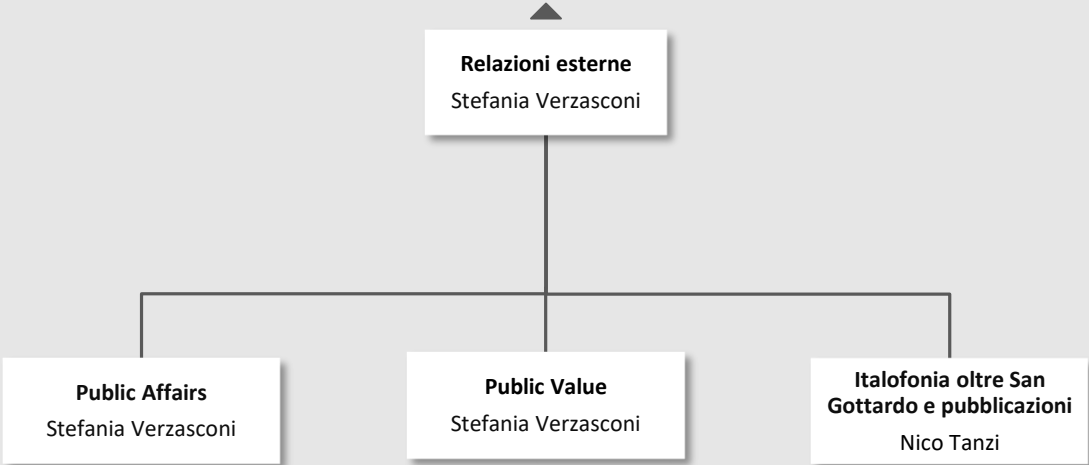 Relazioni esterne
Stefania Verzasconi
Public Affairs
Stefania Verzasconi
Public Value
Stefania Verzasconi
Italofonia oltre San
Gottardo e pubblicazioni
Nico Tanzi